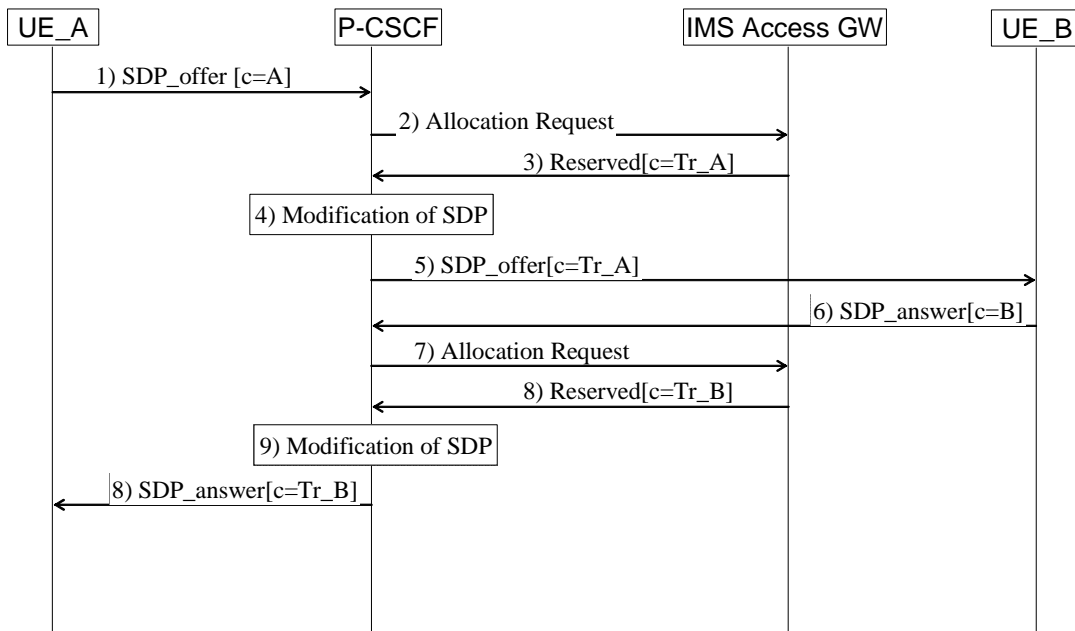 UE_A
P-CSCF
IMS Access GW
UE_B
1) SDP_offer [c=A]
2) Allocation Request
3) Reserved[c=Tr_A]
4) Modification of SDP
5) SDP_offer[c=Tr_A]
6) SDP_answer[c=B]
7) Allocation Request
8) Reserved[c=Tr_B]
9) Modification of SDP
8) SDP_answer[c=Tr_B]